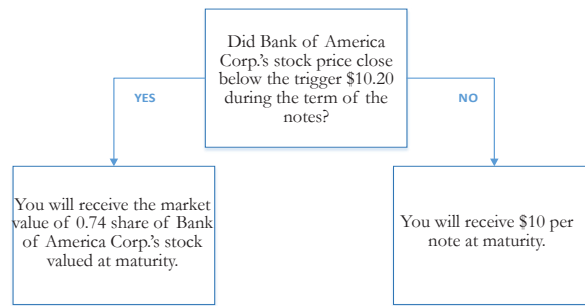 Did Bank of America
Corp.'s stock price close
below the trigger $10.20
during the term of the
notes?
YES
NO
You will receive the market
value of 0.74 share of Bank
of America Corp.'s stock
valued at maturity.
You will receive $10 per
note at maturity.